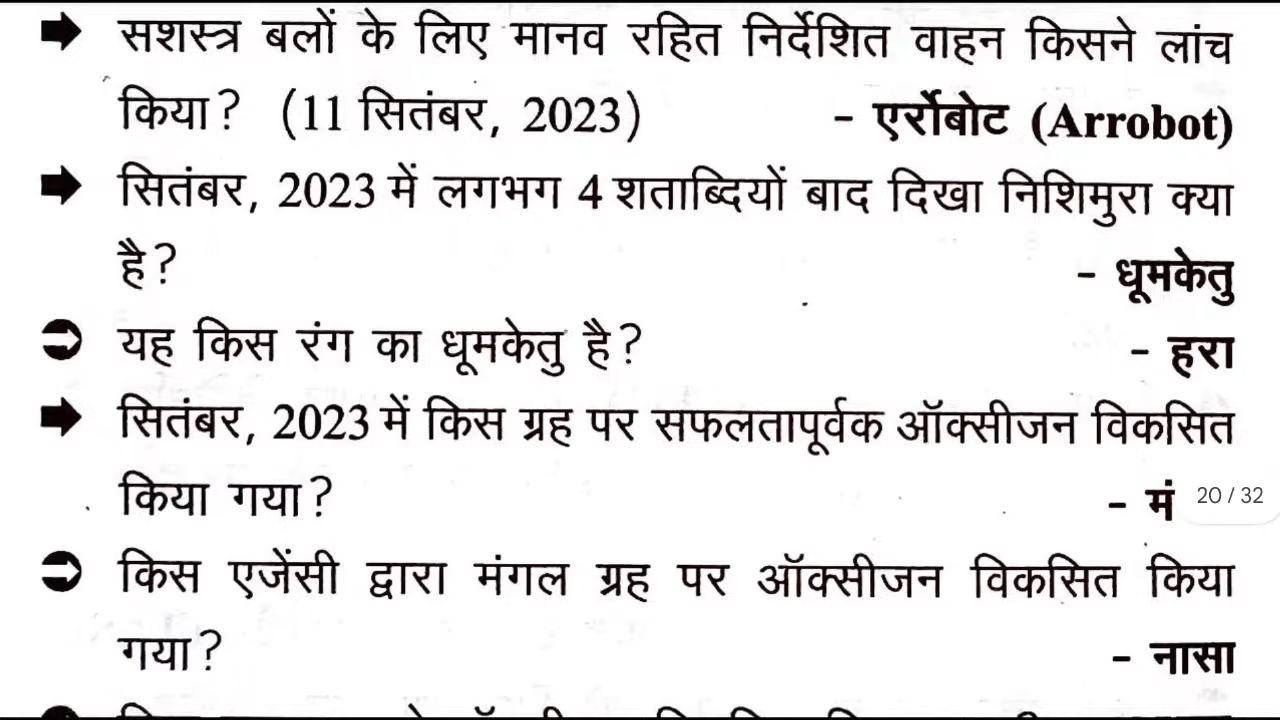 सशस्त्र बलों के लिए मानव रहित निर्देशित वाहन किसने लांच
किया? (11 सितंबर, 2023) - एर्रोबोट (Arrobot)
सितंबर, 2023 में लगभग 4 शताब्दियों बाद दिखा निशिमुरा क्या
है? - धूमकेतु
यह किस रंग का धूमकेतु है? - हरा
सितंबर, 2023 में किस ग्रह पर सफलतापूर्वक ऑक्सीजन विकसित
किया गया? - मं
20 / 32
किस एजेंसी द्वारा मंगल ग्रह पर ऑक्सीजन विकसित किया
गया? - नासा